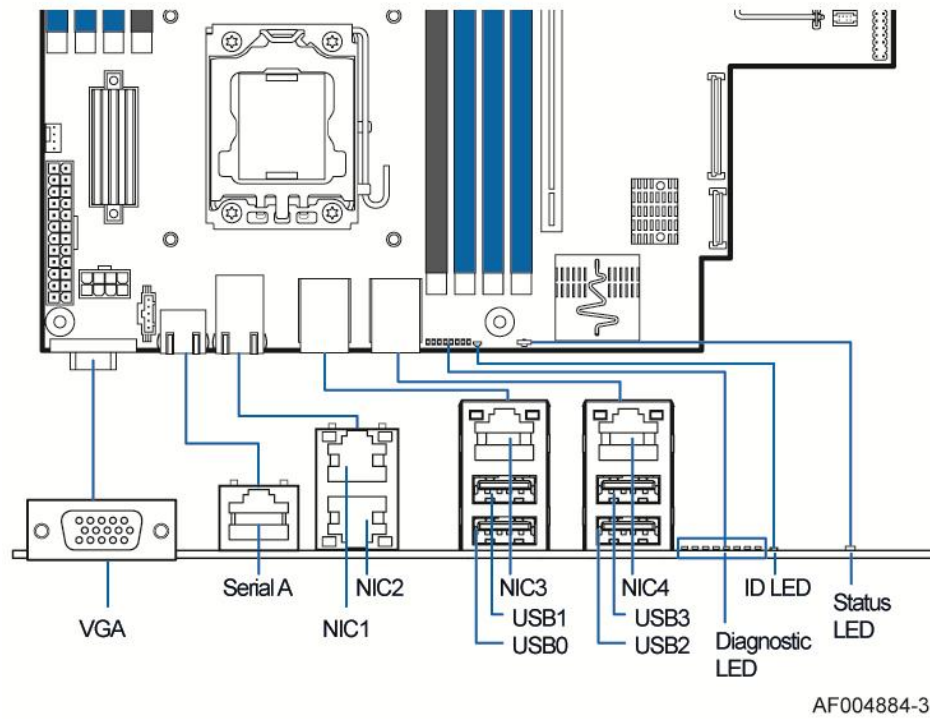 VGA
Serial A
NIC1
NIC2
NIC3
USB1
USB0
NIC4
USB3
USB2
Diagnostic
LED
ID LED
Status
LED
AF004884-3